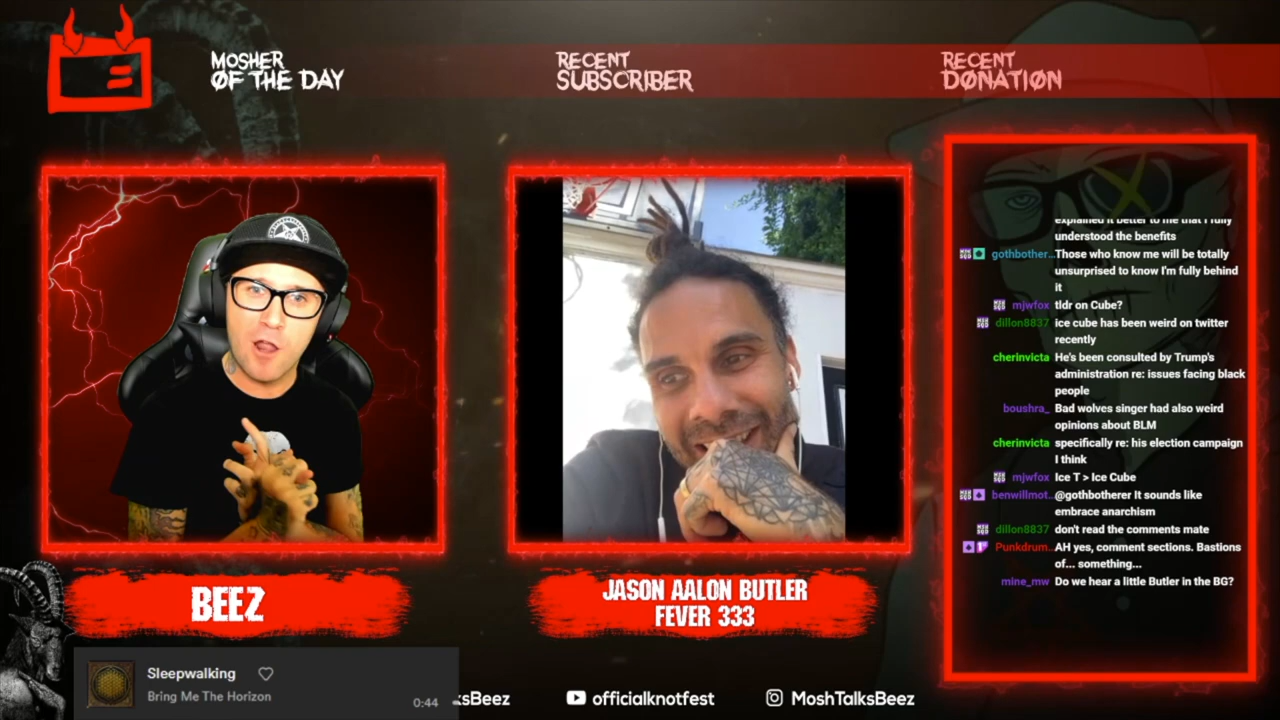 MOSHER
OF THE DAY
RECENT
SUBSCRIBER
RECENT
DONATION
explained it better to me that I fully
understood the benefits
gothbother... Those who know me will be totally
unsurprised to know I'm fully behind
it
mjwfox tldr on Cube?
dillon8837 ice cube has been weird on twitter
recently
cherinvicta He's been consulted by Trump's
administration re: issues facing black
people
boushra_ Bad wolves singer had also weird
opinions about BLM
cherinvicta specifically re: his election campaign
I think
mjwfox Ice T > Ice Cube
benwillmot... @gothbotherer It sounds like
embrace anarchism
dillon8837 don't read the comments mate
Punkdrum... AH yes, comment sections. Bastions
of... something...
mine_mw Do we hear a little Butler in the BG?
BEEZ
JASON AALON BUTLER
FEVER 333
Sleepwalking
Bring Me The Horizon
0:44
ksBeez
officialknotfest
MoshTalksBeez